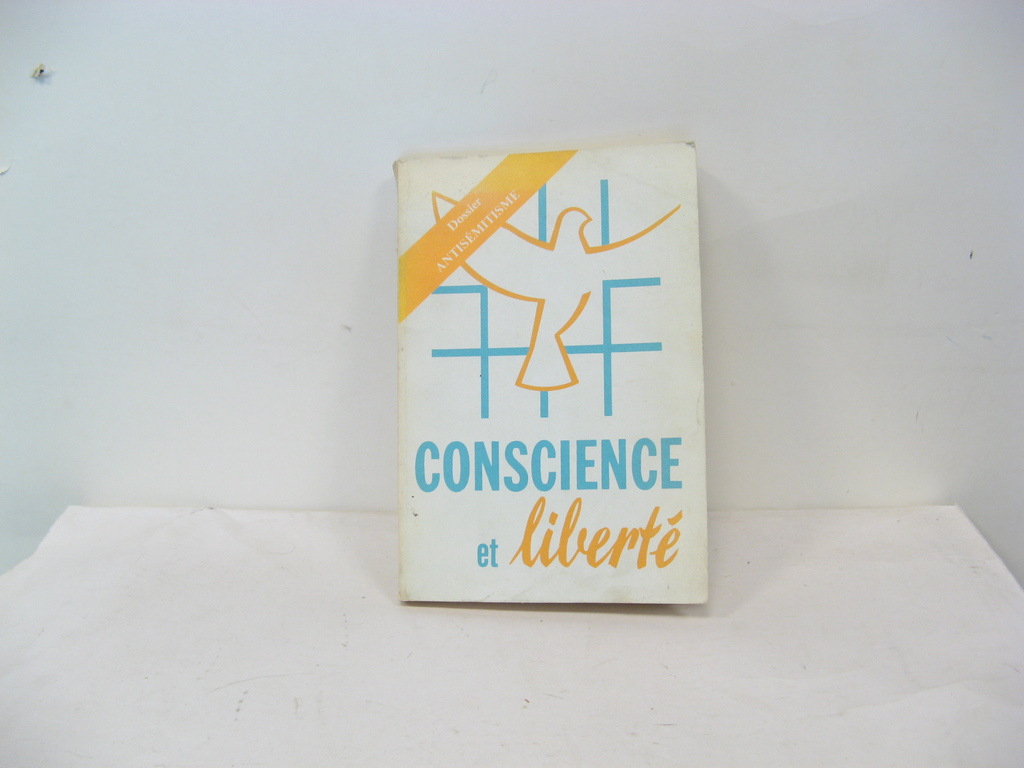 Dossier
ANTISÉMITISME
CONSCIENCE
et liberté